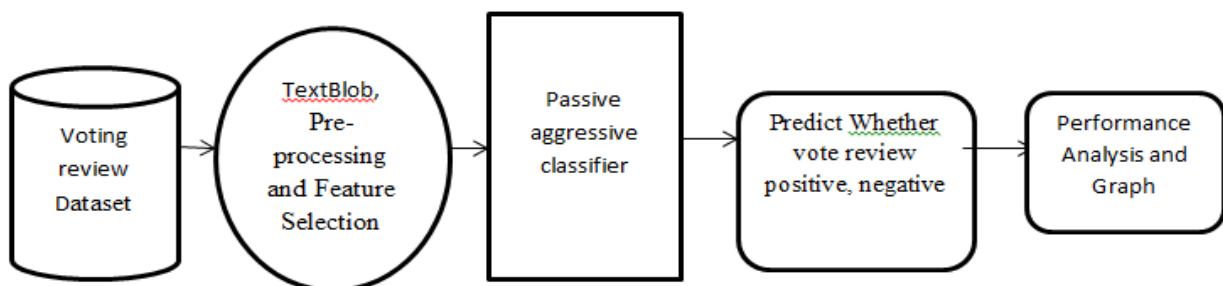 Voting
review
Dataset
TextBlob,
Pre-
processing
and Feature
Selection
Passive
aggressive
classifier
Predict Whether
vote review
positive, negative
Performance
Analysis and
Graph